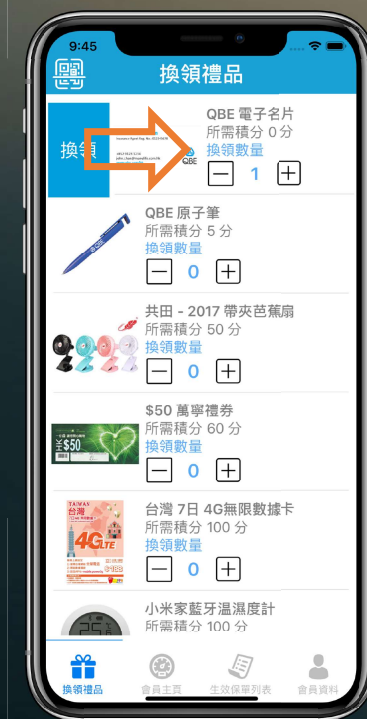 9:45
換領禮品
換領
QBE 電子名片
所需積分 0分
換領數量
1
QBE
QBE 原子筆
所需積分 5 分
換領數量
0
共田 - 2017 帶夾芭蕉扇
所需積分 50 分
換領數量
0
$50 萬寧禮券
所需積分 60 分
換領數量
0
$50
台灣 7日 4G無限數據卡
所需積分 100 分
換領數量
0
TAIWAN
台灣
4G LTE
小米家藍牙溫濕度計
所需積分 100 分
換領禮品
會員主頁
生效保單列表
會員資料